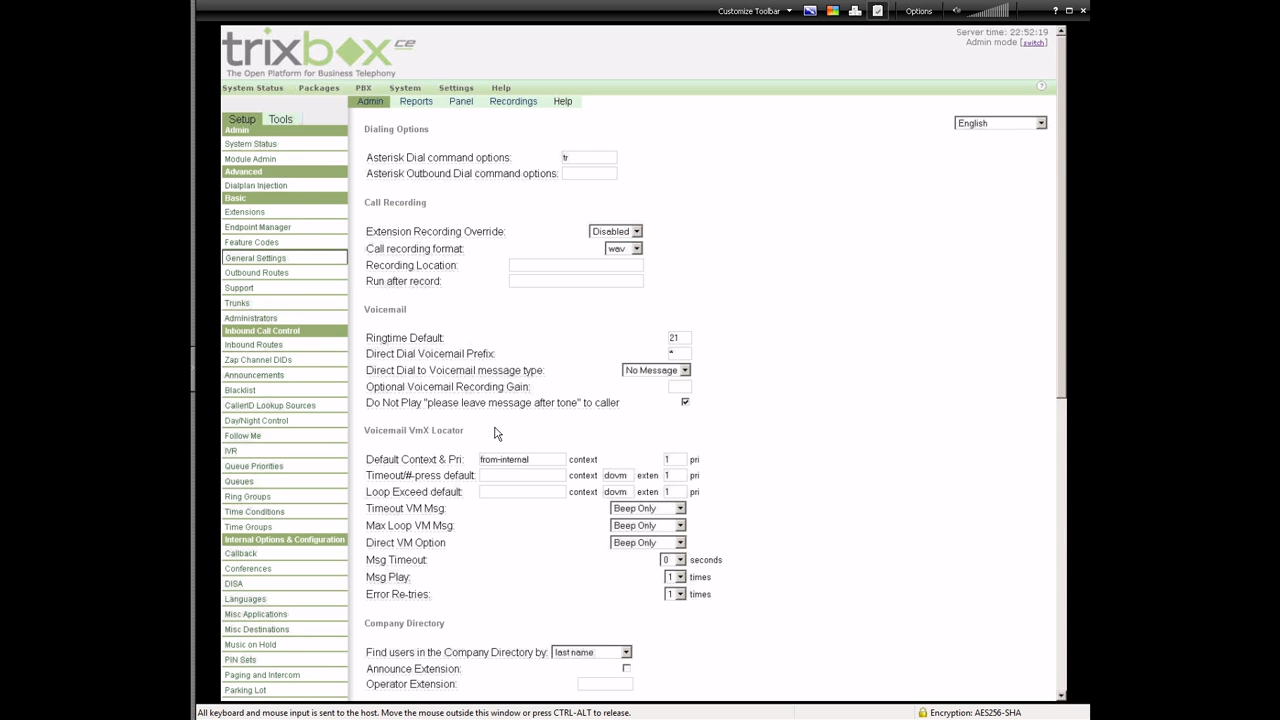 Customize Toolbar
Options
?
trixbox ce
The Open Platform for Business Telephony
Server time: 22:52:19
Admin mode [switch]
System Status Packages PBX System Settings Help
?
Admin Reports Panel Recordings Help
Setup Tools
English
Admin
System Status
Module Admin
Advanced
Dialplan Injection
Basic
Extensions
Endpoint Manager
Feature Codes
General Settings
Outbound Routes
Support
Trunks
Administrators
Inbound Call Control
Inbound Routes
Zap Channel DIDs
Announcements
Blacklist
CallerID Lookup Sources
Day/Night Control
Follow Me
IVR
Queue Priorities
Queues
Ring Groups
Time Conditions
Time Groups
Internal Options & Configuration
Callback
Conferences
DISA
Languages
Misc Applications
Misc Destinations
Music on Hold
PIN Sets
Paging and Intercom
Parking Lot
Dialing Options
Asterisk Dial command options: tr
Asterisk Outbound Dial command options:
Call Recording
Extension Recording Override: Disabled
Call recording format: wav
Recording Location:
Run after record:
Voicemail
Ringtime Default: 21
Direct Dial Voicemail Prefix: *
Direct Dial to Voicemail message type: No Message
Optional Voicemail Recording Gain:
Do Not Play "please leave message after tone" to caller
Voicemail VmX Locator
Default Context & Pri: from-internal context 1 pri
Timeout/#-press default: context dovm exten 1 pri
Loop Exceed default: context dovm exten 1 pri
Timeout VM Msg: Beep Only
Max Loop VM Msg: Beep Only
Direct VM Option Beep Only
Msg Timeout: 0 seconds
Msg Play: 1 times
Error Re-tries: 1 times
Company Directory
Find users in the Company Directory by: last name
Announce Extension:
Operator Extension:
All keyboard and mouse input is sent to the host. Move the mouse outside this window or press CTRL-ALT to release.
Encryption: AES256-SHA